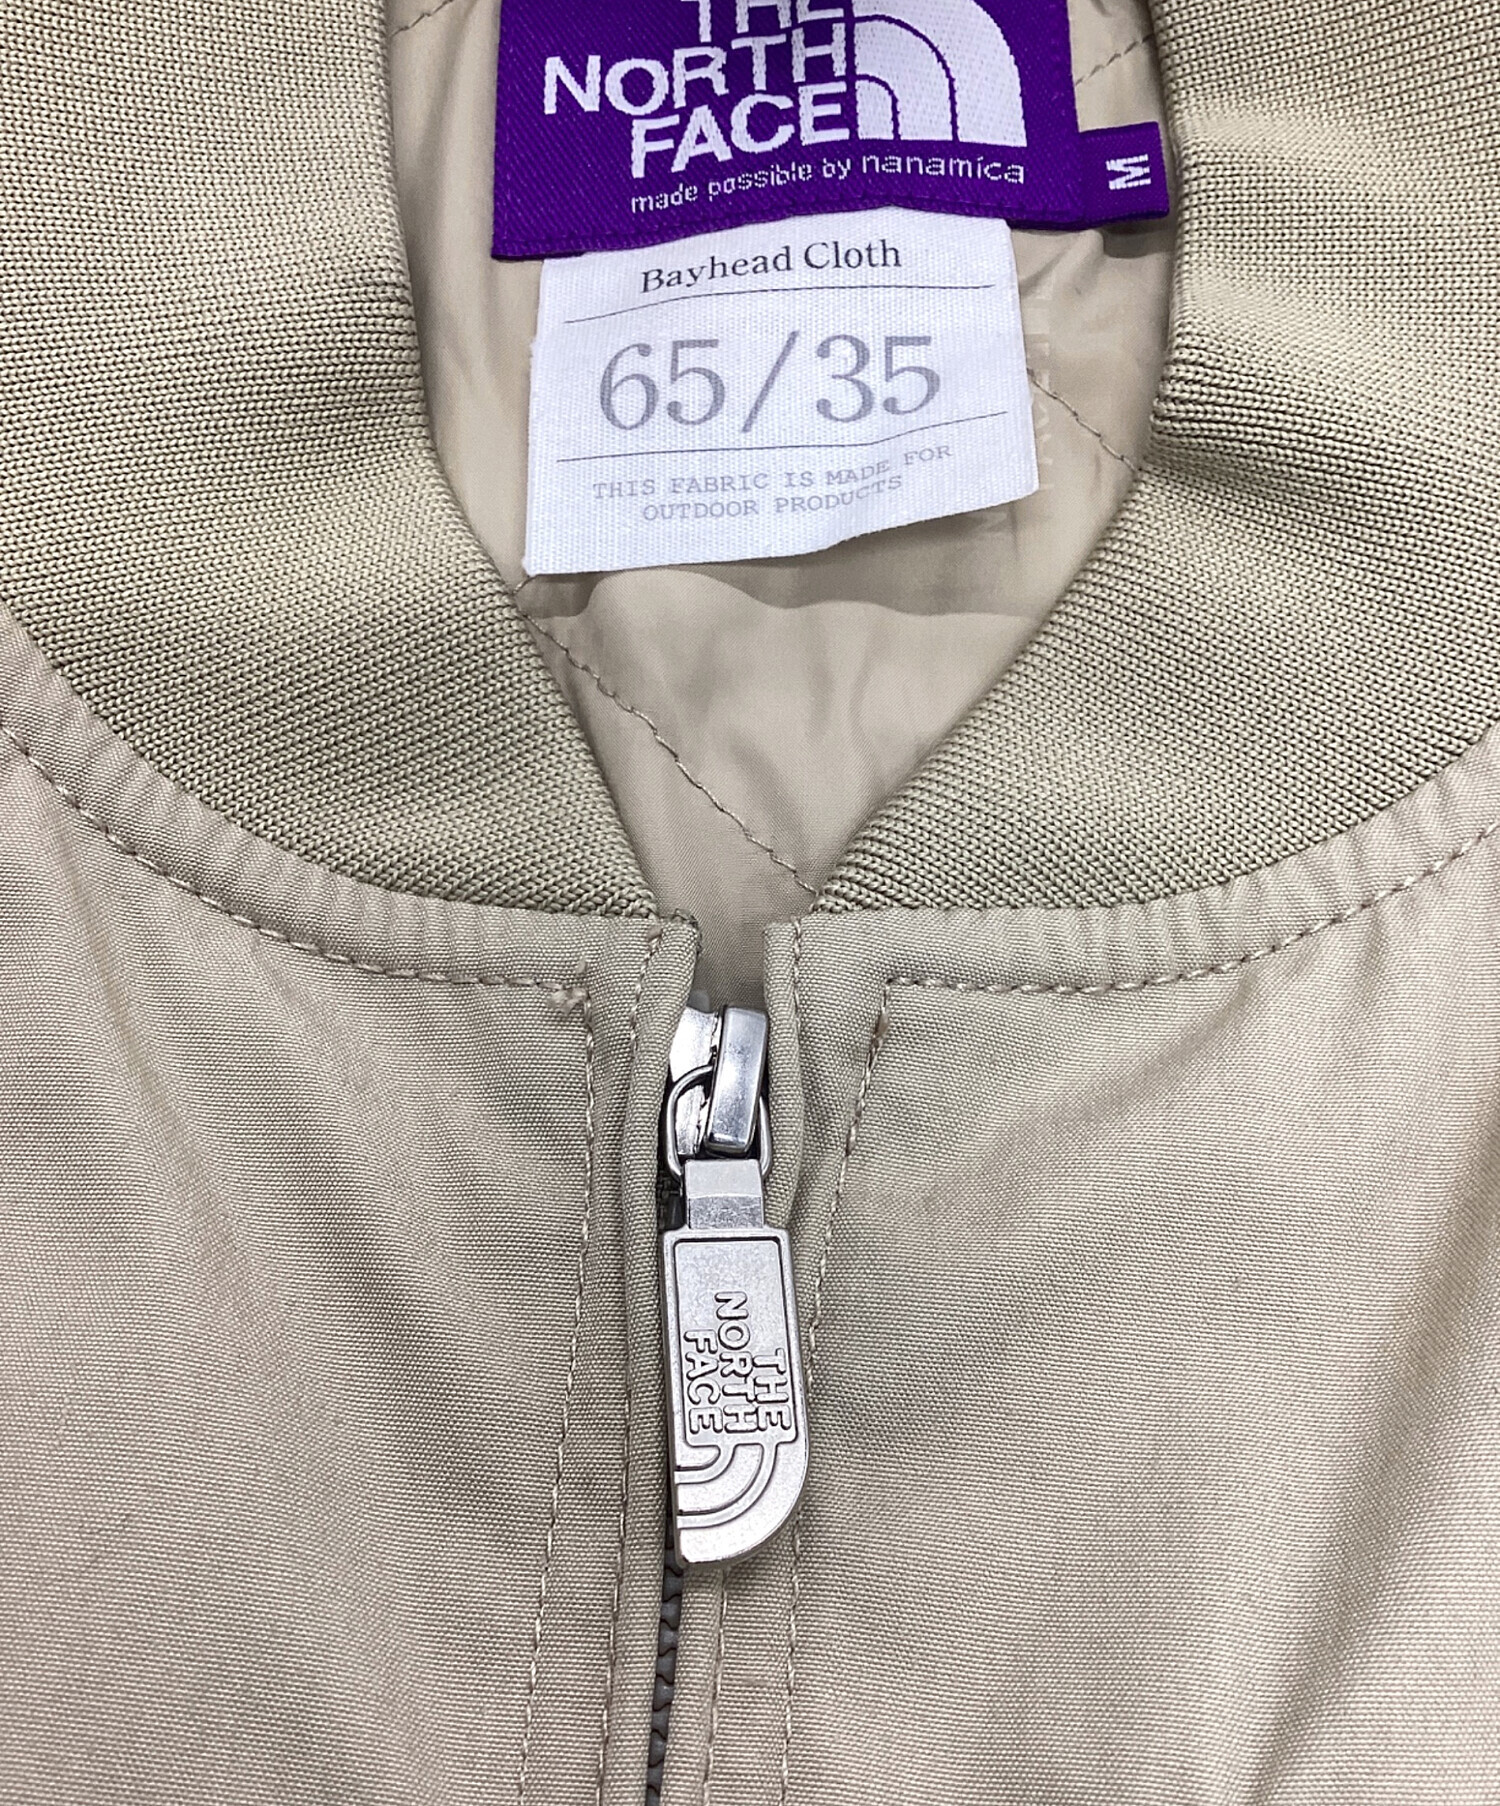 THE
NORTH
FACE
made possible by nanamica
M
Bayhead Cloth
65/35
THIS FABRIC IS MADE FOR
OUTDOOR PRODUCTS
THE
NORTH
FACE